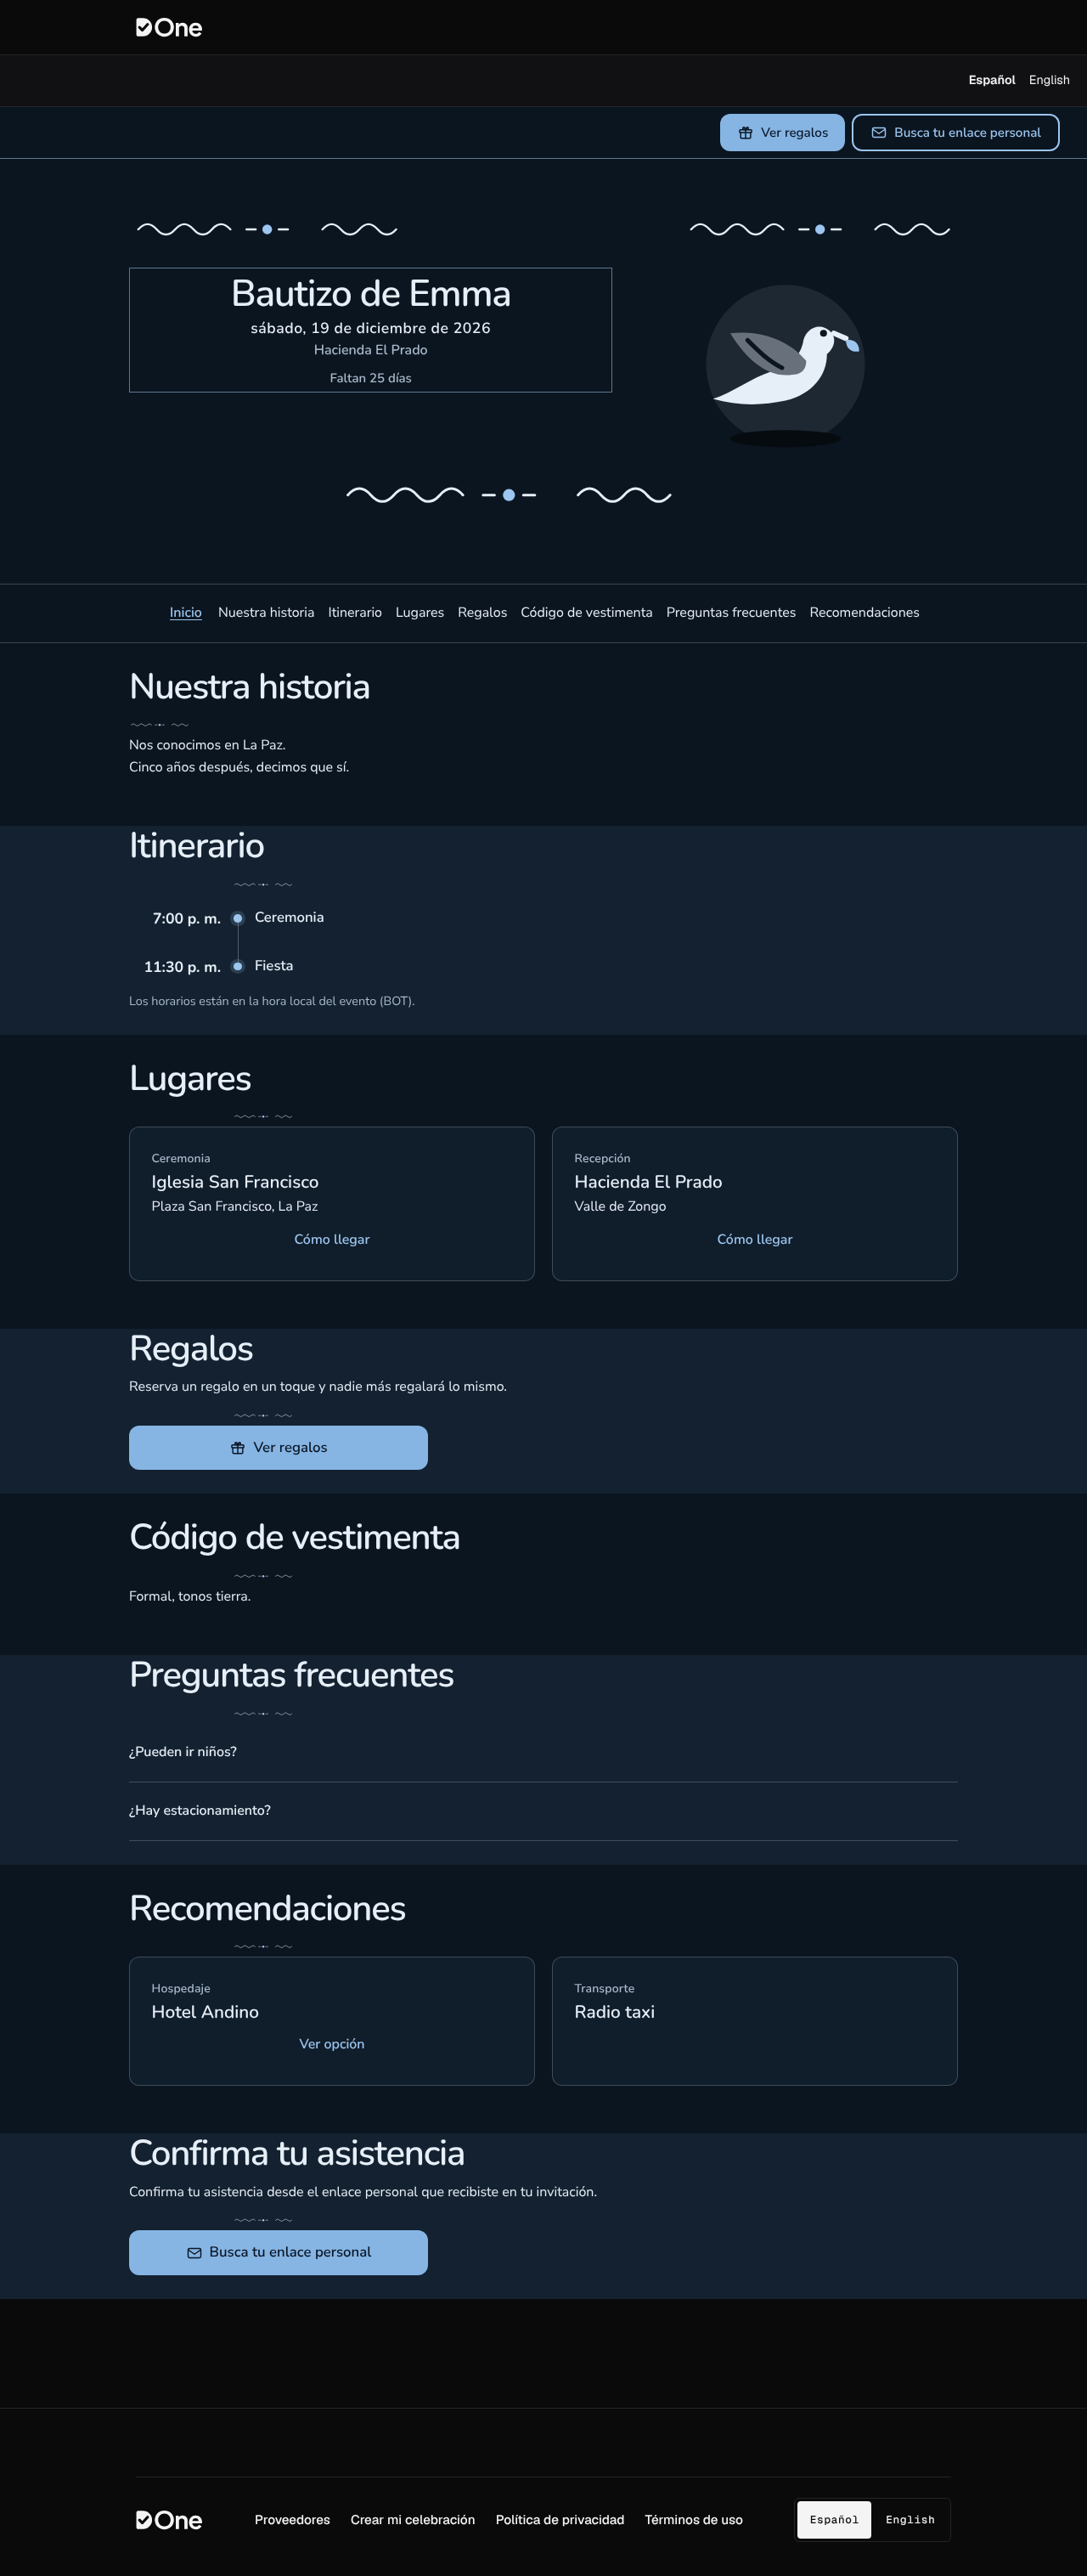 One
Español English
Ver regalos
Busca tu enlace personal
Bautizo de Emma
sábado, 19 de diciembre de 2026
Hacienda El Prado
Faltan 25 días
Inicio Nuestra historia Itinerario Lugares Regalos Código de vestimenta Preguntas frecuentes Recomendaciones
Nuestra historia
Nos conocimos en La Paz.
Cinco años después, decimos que sí.
Itinerario
7:00 p. m. Ceremonia
11:30 p. m. Fiesta
Los horarios están en la hora local del evento (BOT).
Lugares
Ceremonia
Iglesia San Francisco
Plaza San Francisco, La Paz
Cómo llegar
Recepción
Hacienda El Prado
Valle de Zongo
Cómo llegar
Regalos
Reserva un regalo en un toque y nadie más regalará lo mismo.
Ver regalos
Código de vestimenta
Formal, tonos tierra.
Preguntas frecuentes
¿Pueden ir niños?
¿Hay estacionamiento?
Recomendaciones
Hospedaje
Hotel Andino
Ver opción
Transporte
Radio taxi
Confirma tu asistencia
Confirma tu asistencia desde el enlace personal que recibiste en tu invitación.
Busca tu enlace personal
One
Proveedores Crear mi celebración Política de privacidad Términos de uso
Español English